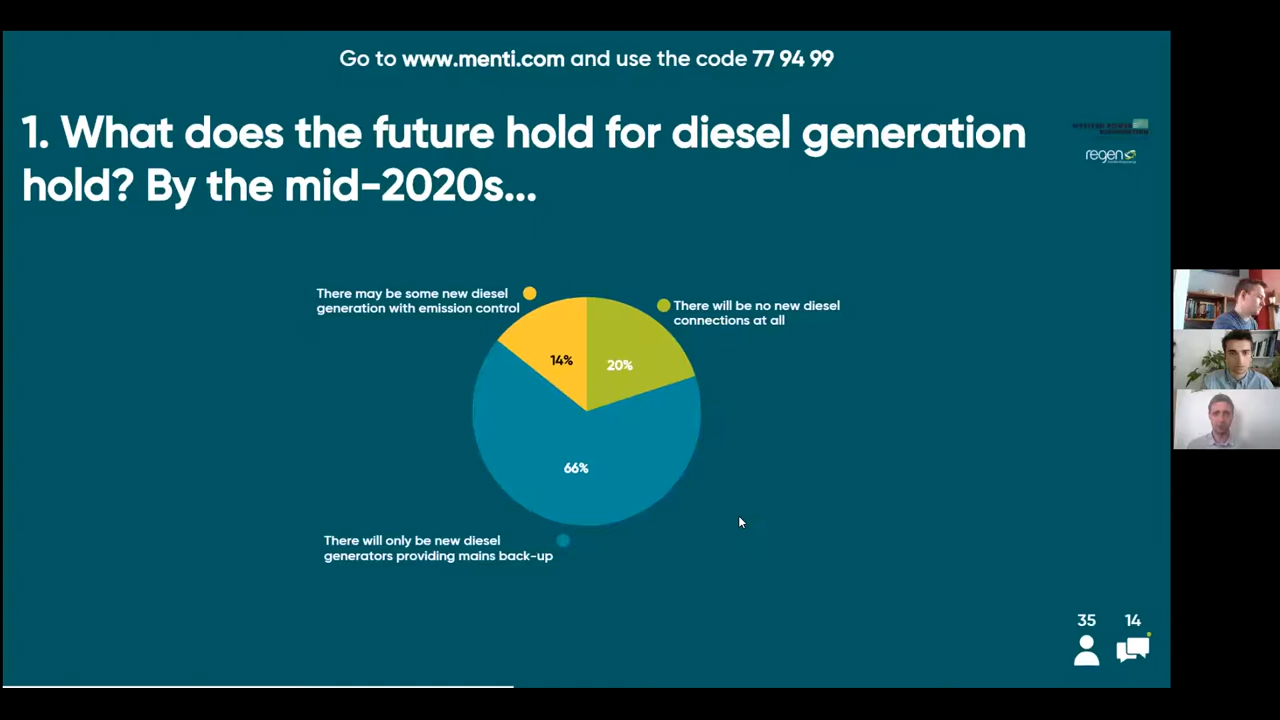 Go to www.menti.com and use the code 77 94 99
1. What does the future hold for diesel generation
hold? By the mid-2020s...
WESTERN POWER
DISTRIBUTION
regen
There may be some new diesel
generation with emission control
There will be no new diesel
connections at all
14%
20%
66%
There will only be new diesel
generators providing mains back-up
35
14